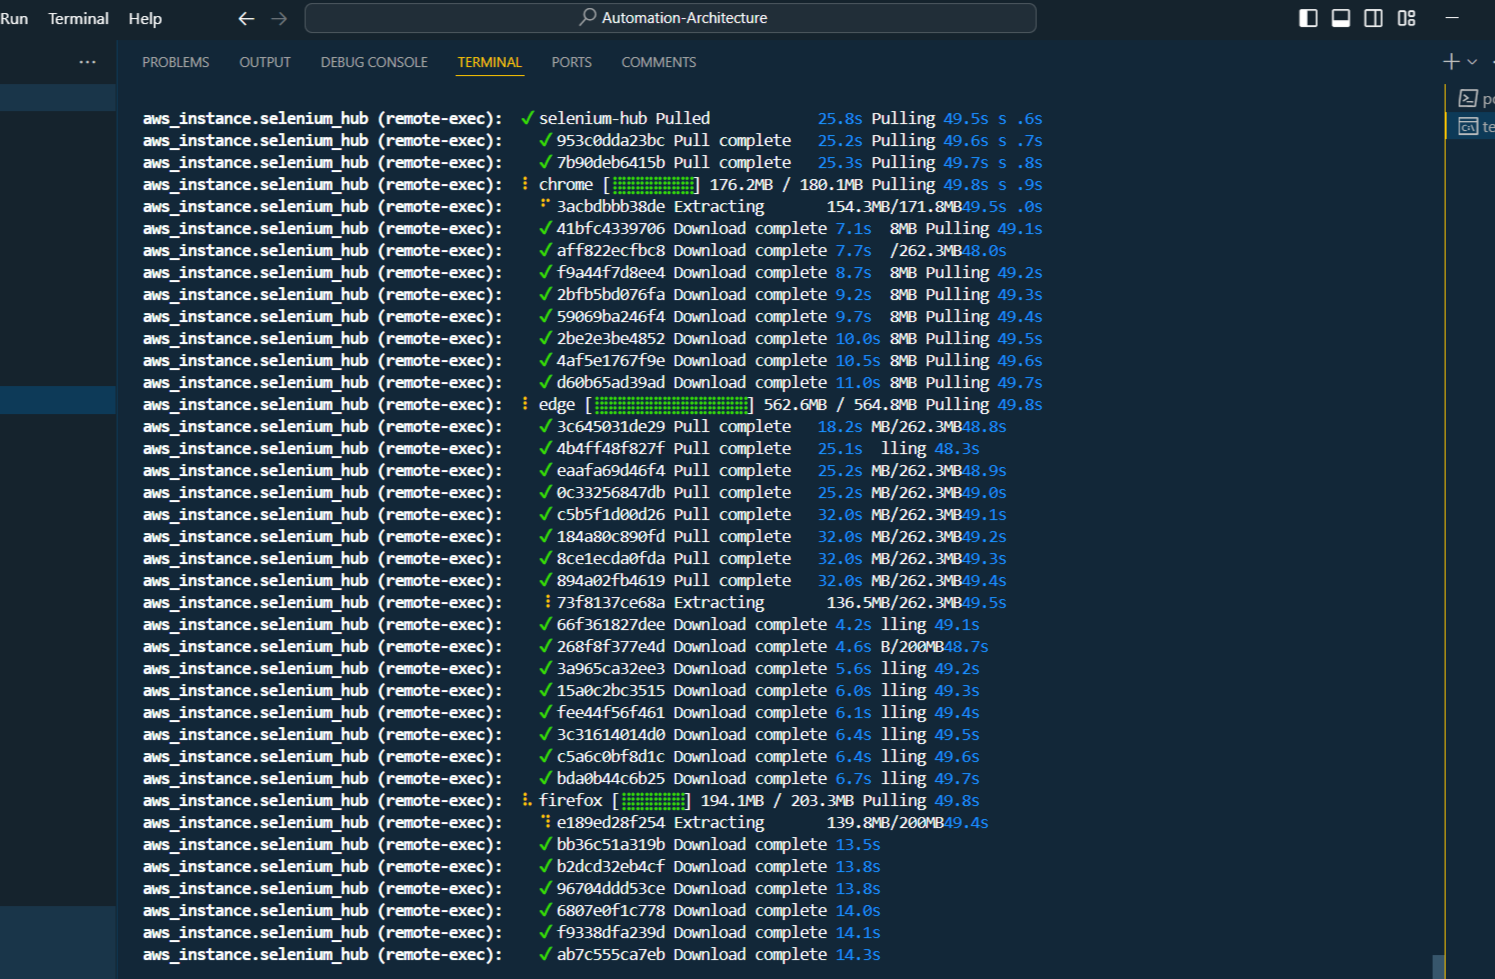 Run Terminal Help Automation-Architecture
PROBLEMS OUTPUT DEBUG CONSOLE TERMINAL PORTS COMMENTS
aws_instance.selenium_hub (remote-exec): ✓ selenium-hub Pulled 25.8s Pulling 49.5s s .6s
aws_instance.selenium_hub (remote-exec): ✓ 953c0dda23bc Pull complete 25.2s Pulling 49.6s s .7s
aws_instance.selenium_hub (remote-exec): ✓ 7b90deb6415b Pull complete 25.3s Pulling 49.7s s .8s
aws_instance.selenium_hub (remote-exec): chrome [] 176.2MB / 180.1MB Pulling 49.8s s .9s
aws_instance.selenium_hub (remote-exec): 3acbdbbb38de Extracting 154.3MB/171.8MB49.5s .0s
aws_instance.selenium_hub (remote-exec): ✓ 41bfc4339706 Download complete 7.1s 8MB Pulling 49.1s
aws_instance.selenium_hub (remote-exec): ✓ aff822ecfbc8 Download complete 7.7s /262.3MB48.0s
aws_instance.selenium_hub (remote-exec): ✓ f9a44f7d8ee4 Download complete 8.7s 8MB Pulling 49.2s
aws_instance.selenium_hub (remote-exec): ✓ 2bfb5bd076fa Download complete 9.2s 8MB Pulling 49.3s
aws_instance.selenium_hub (remote-exec): ✓ 59069ba246f4 Download complete 9.7s 8MB Pulling 49.4s
aws_instance.selenium_hub (remote-exec): ✓ 2be2e3be4852 Download complete 10.0s 8MB Pulling 49.5s
aws_instance.selenium_hub (remote-exec): ✓ 4af5e1767f9e Download complete 10.5s 8MB Pulling 49.6s
aws_instance.selenium_hub (remote-exec): ✓ d60b65ad39ad Download complete 11.0s 8MB Pulling 49.7s
aws_instance.selenium_hub (remote-exec): edge [] 562.6MB / 564.8MB Pulling 49.8s
aws_instance.selenium_hub (remote-exec): ✓ 3c645031de29 Pull complete 18.2s MB/262.3MB48.8s
aws_instance.selenium_hub (remote-exec): ✓ 4b4ff48f827f Pull complete 25.1s lling 48.3s
aws_instance.selenium_hub (remote-exec): ✓ eaafa69d46f4 Pull complete 25.2s MB/262.3MB48.9s
aws_instance.selenium_hub (remote-exec): ✓ 0c33256847db Pull complete 25.2s MB/262.3MB49.0s
aws_instance.selenium_hub (remote-exec): ✓ c5b5f1d00d26 Pull complete 32.0s MB/262.3MB49.1s
aws_instance.selenium_hub (remote-exec): ✓ 184a80c890fd Pull complete 32.0s MB/262.3MB49.2s
aws_instance.selenium_hub (remote-exec): ✓ 8ce1ecda0fda Pull complete 32.0s MB/262.3MB49.3s
aws_instance.selenium_hub (remote-exec): ✓ 894a02fb4619 Pull complete 32.0s MB/262.3MB49.4s
aws_instance.selenium_hub (remote-exec): 73f8137ce68a Extracting 136.5MB/262.3MB49.5s
aws_instance.selenium_hub (remote-exec): ✓ 66f361827dee Download complete 4.2s lling 49.1s
aws_instance.selenium_hub (remote-exec): ✓ 268f8f377e4d Download complete 4.6s B/200MB48.7s
aws_instance.selenium_hub (remote-exec): ✓ 3a965ca32ee3 Download complete 5.6s lling 49.2s
aws_instance.selenium_hub (remote-exec): ✓ 15a0c2bc3515 Download complete 6.0s lling 49.3s
aws_instance.selenium_hub (remote-exec): ✓ fee44f56f461 Download complete 6.1s lling 49.4s
aws_instance.selenium_hub (remote-exec): ✓ 3c31614014d0 Download complete 6.4s lling 49.5s
aws_instance.selenium_hub (remote-exec): ✓ c5a6c0bf8d1c Download complete 6.4s lling 49.6s
aws_instance.selenium_hub (remote-exec): ✓ bda0b44c6b25 Download complete 6.7s lling 49.7s
aws_instance.selenium_hub (remote-exec): firefox [] 194.1MB / 203.3MB Pulling 49.8s
aws_instance.selenium_hub (remote-exec): e189ed28f254 Extracting 139.8MB/200MB49.4s
aws_instance.selenium_hub (remote-exec): ✓ bb36c51a319b Download complete 13.5s
aws_instance.selenium_hub (remote-exec): ✓ b2dcd32eb4cf Download complete 13.8s
aws_instance.selenium_hub (remote-exec): ✓ 96704ddd53ce Download complete 13.8s
aws_instance.selenium_hub (remote-exec): ✓ 6807e0f1c778 Download complete 14.0s
aws_instance.selenium_hub (remote-exec): ✓ f9338dfa239d Download complete 14.1s
aws_instance.selenium_hub (remote-exec): ✓ ab7c555ca7eb Download complete 14.3s